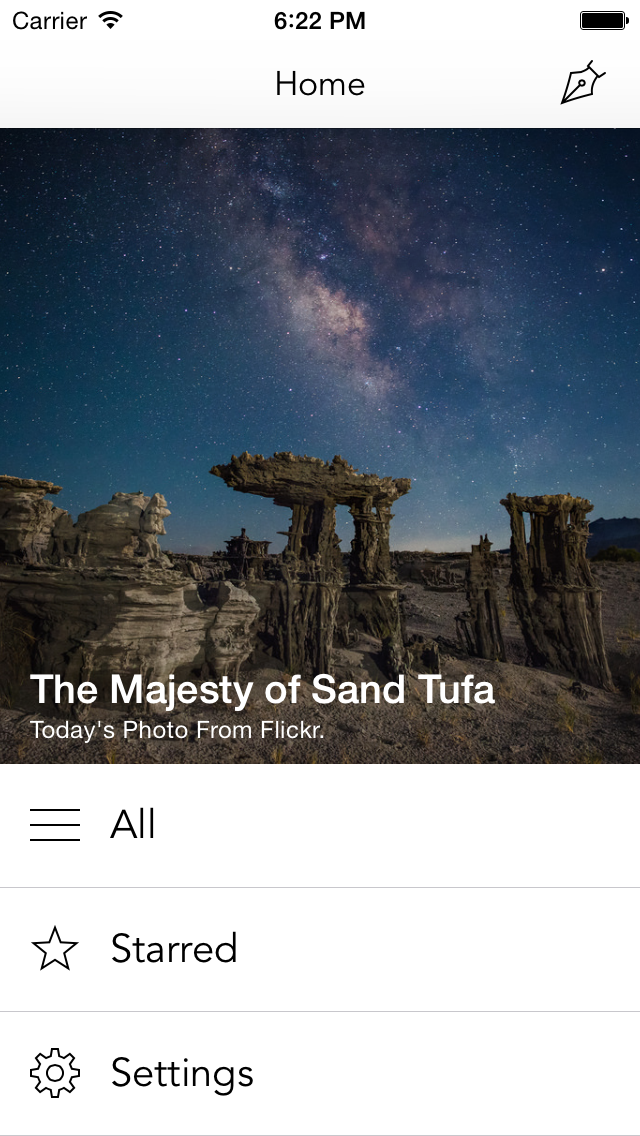 Carrier 6:22 PM
Home
The Majesty of Sand Tufa
Today's Photo From Flickr.
All
Starred
Settings